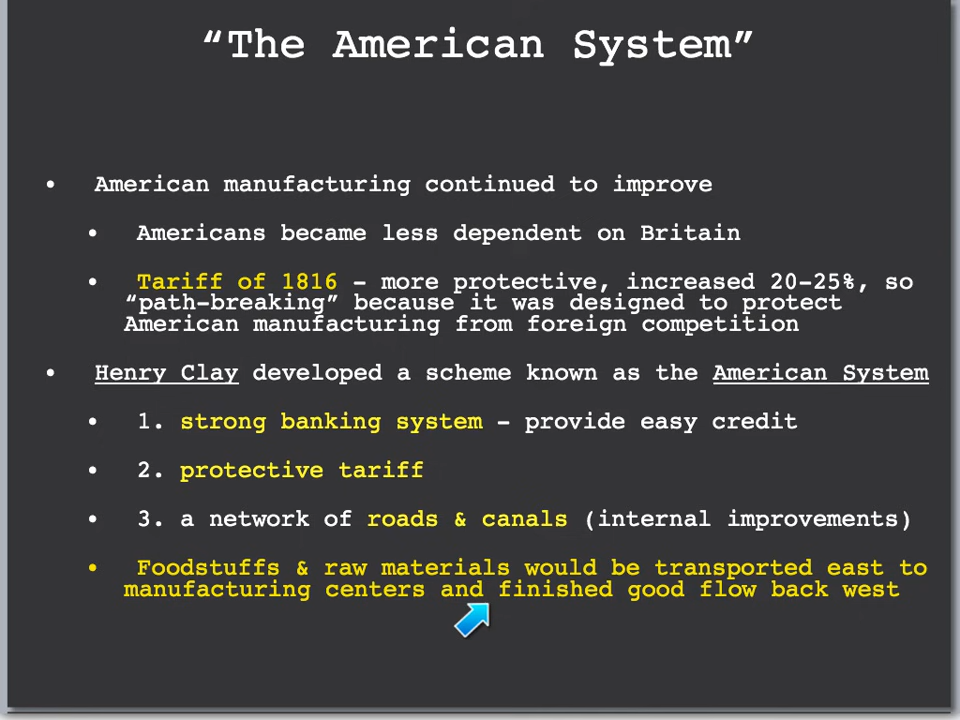 “The American System”
• American manufacturing continued to improve
• Americans became less dependent on Britain
• Tariff of 1816 – more protective, increased 20-25%, so
“path-breaking” because it was designed to protect
American manufacturing from foreign competition
• Henry Clay developed a scheme known as the American System
• 1. strong banking system – provide easy credit
• 2. protective tariff
• 3. a network of roads & canals (internal improvements)
• Foodstuffs & raw materials would be transported east to
manufacturing centers and finished good flow back west